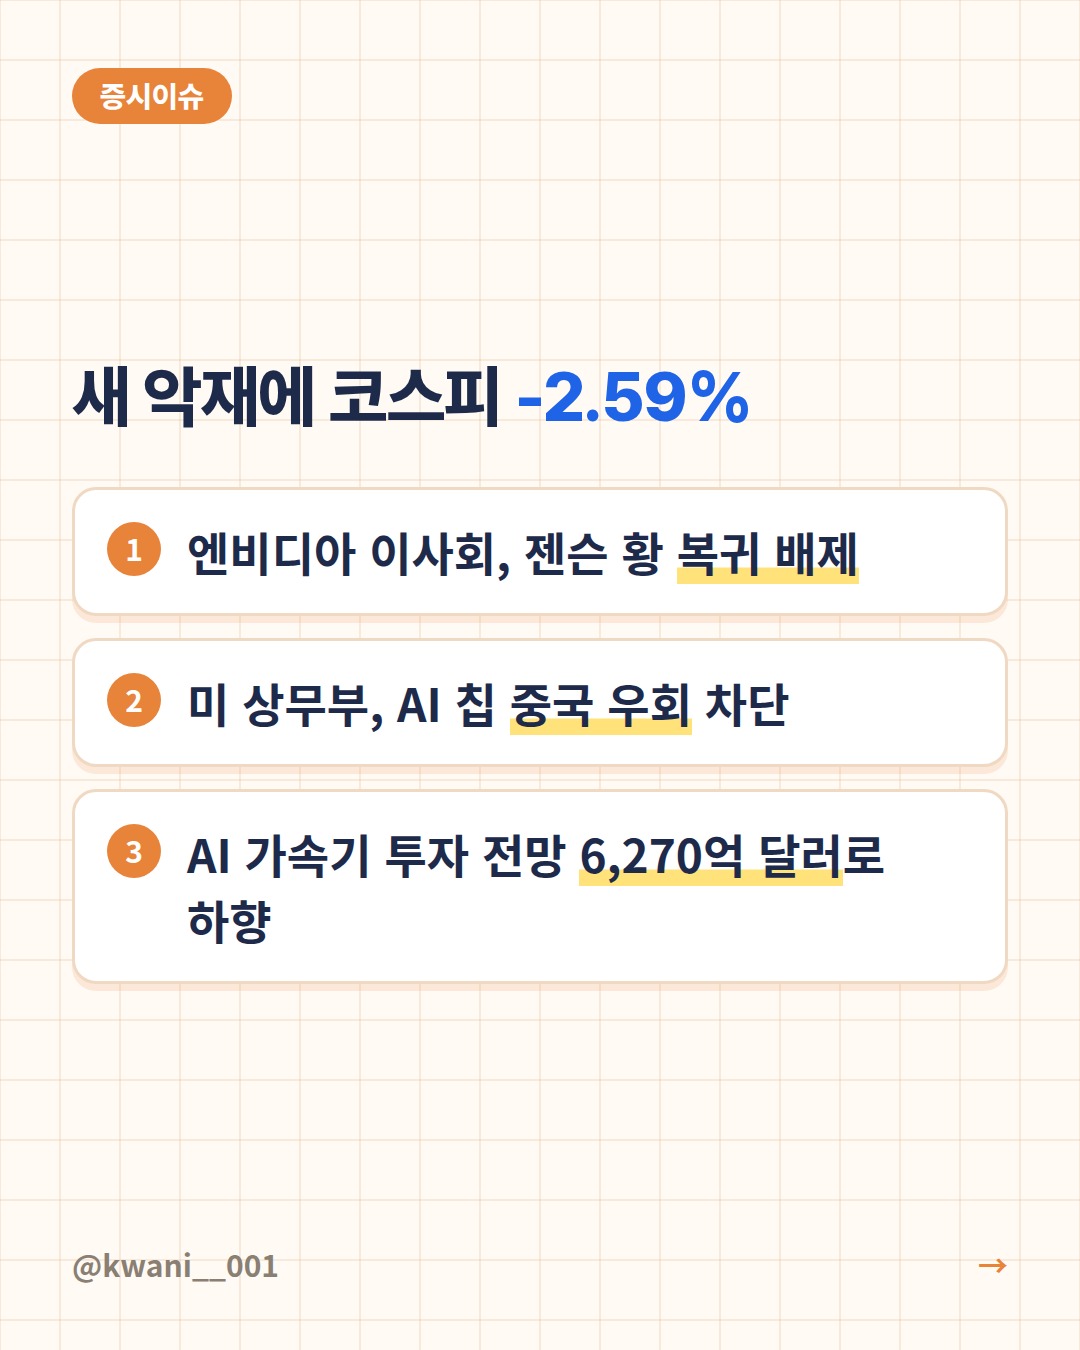 증시이슈
새 악재에 코스피 -2.59%
1 엔비디아 이사회, 젠슨 황 복귀 배제
2 미 상무부, AI 칩 중국 우회 차단
3 AI 가속기 투자 전망 6,270억 달러로
하향
@kwani__001 →